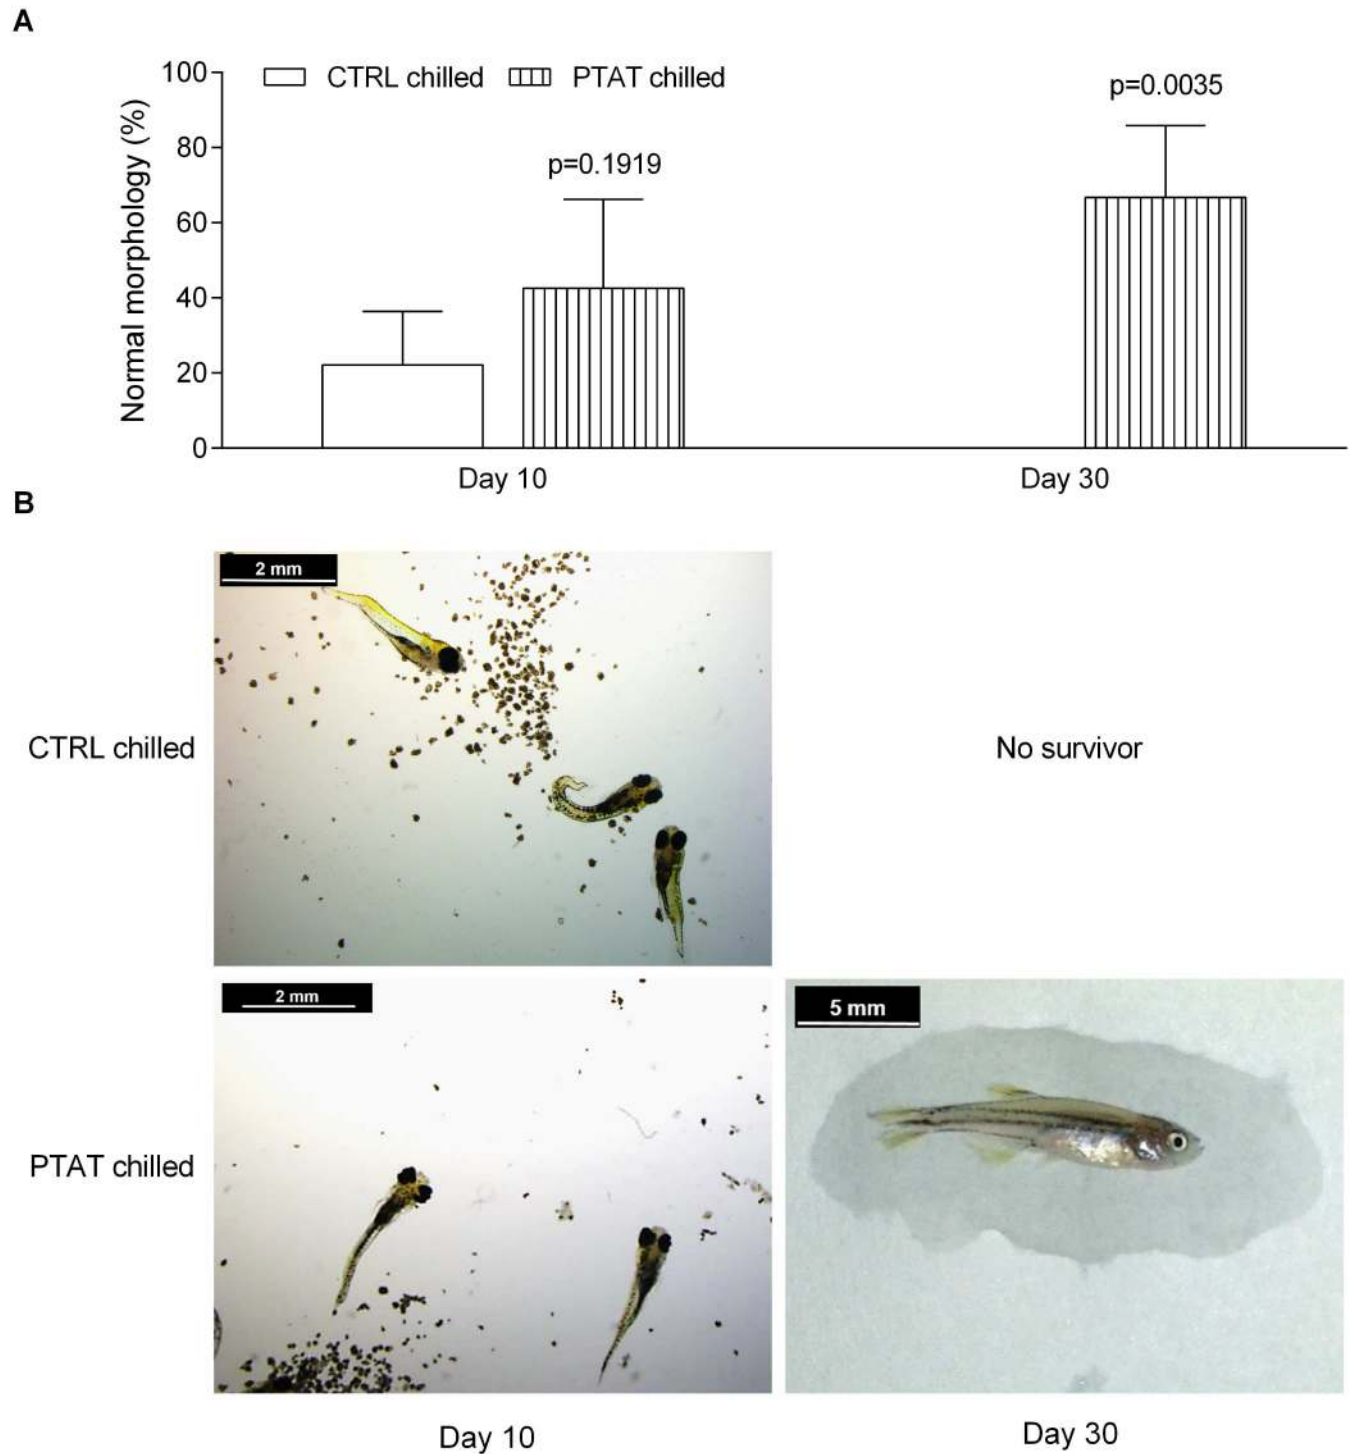 A
CTRL chilled PTAT chilled
Normal morphology (%)
100
80
60
40
20
0
p=0.1919
p=0.0035
Day 10 Day 30
B
2 mm
CTRL chilled
No survivor
2 mm
5 mm
PTAT chilled
Day 10 Day 30